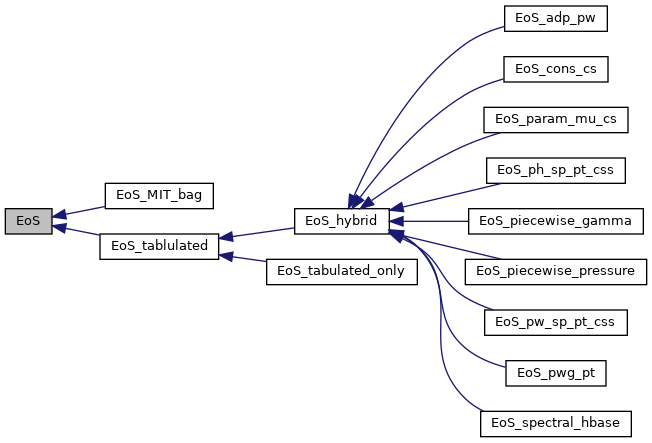 EoS
EoS_MIT_bag
EoS_tablulated
EoS_hybrid
EoS_tabulated_only
EoS_adp_pw
EoS_cons_cs
EoS_param_mu_cs
EoS_ph_sp_pt_css
EoS_piecewise_gamma
EoS_piecewise_pressure
EoS_pw_sp_pt_css
EoS_pwg_pt
EoS_spectral_hbase